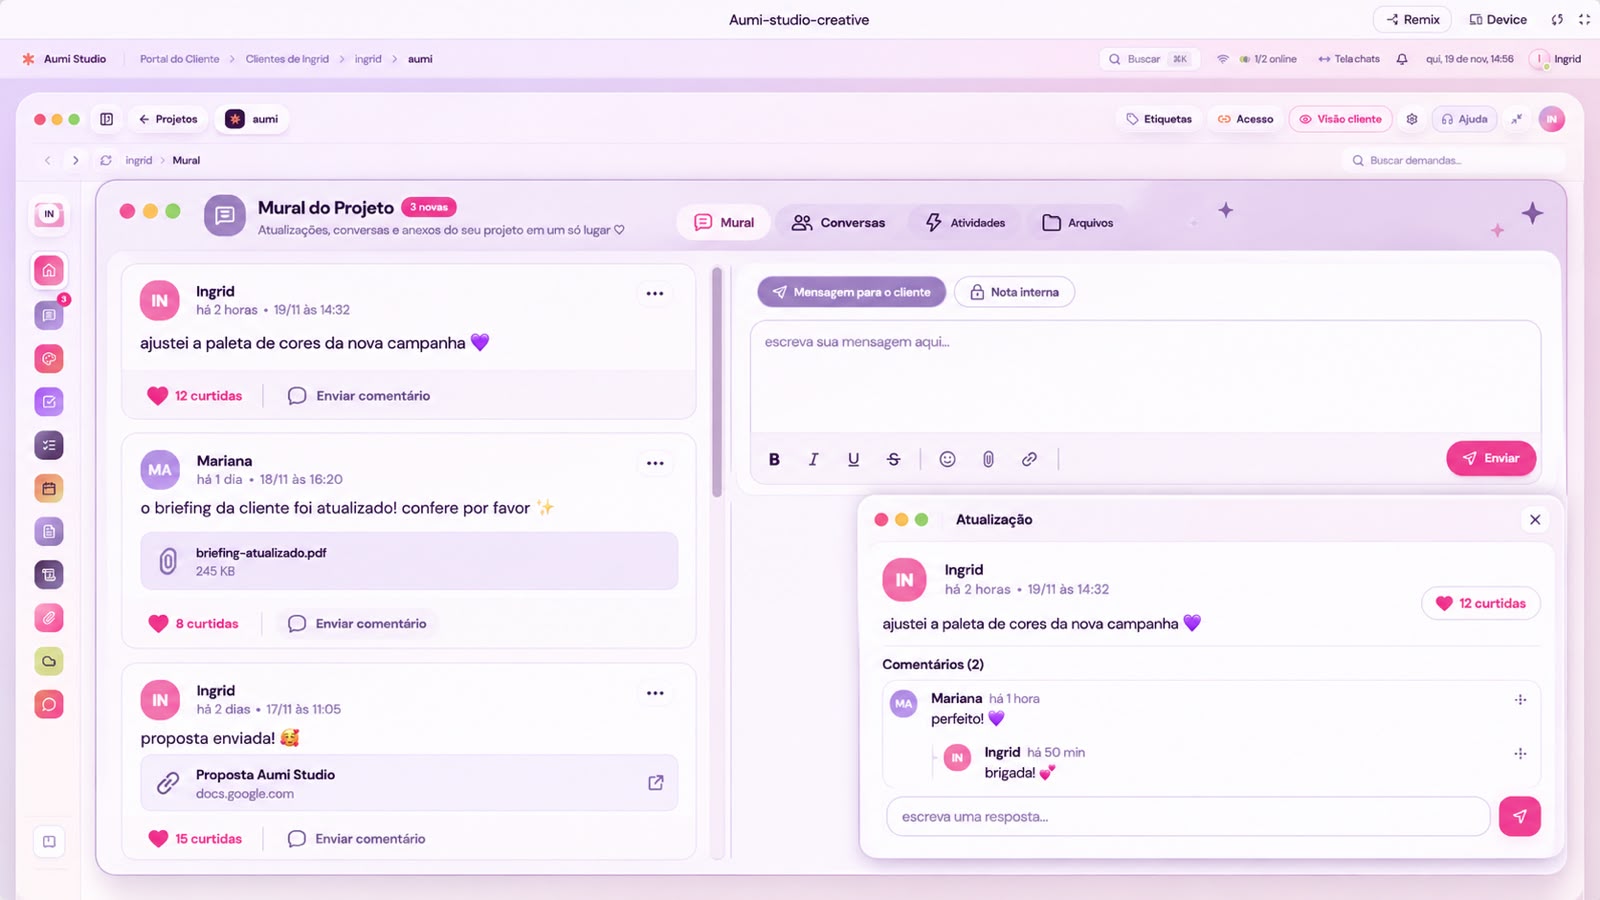 Aumi-studio-creative
Remix
Device
Aumi Studio
Portal do Cliente
Clientes de Ingrid
ingrid
aumi
Buscar
⌘K
1/2 online
Tela chats
qui, 19 de nov, 14:56
I
Ingrid
Projetos
aumi
Etiquetas
Acesso
Visão cliente
Ajuda
IN
ingrid
Mural
Buscar demandas...
IN
3
Mural do Projeto
3 novas
Atualizações, conversas e anexos do seu projeto em um só lugar ♡
Mural
Conversas
Atividades
Arquivos
IN
Ingrid
há 2 horas • 19/11 às 14:32
ajustei a paleta de cores da nova campanha 💜
12 curtidas
Enviar comentário
MA
Mariana
há 1 dia • 18/11 às 16:20
o briefing da cliente foi atualizado! confere por favor ✨
briefing-atualizado.pdf
245 KB
8 curtidas
Enviar comentário
IN
Ingrid
há 2 dias • 17/11 às 11:05
proposta enviada! 🥰
Proposta Aumi Studio
docs.google.com
15 curtidas
Enviar comentário
Mensagem para o cliente
Nota interna
escreva sua mensagem aqui...
B
I
U
S
Enviar
Atualização
IN
Ingrid
há 2 horas • 19/11 às 14:32
12 curtidas
ajustei a paleta de cores da nova campanha 💜
Comentários (2)
MA
Mariana há 1 hora
perfeito! 💜
IN
Ingrid há 50 min
brigada! 💕
escreva uma resposta...